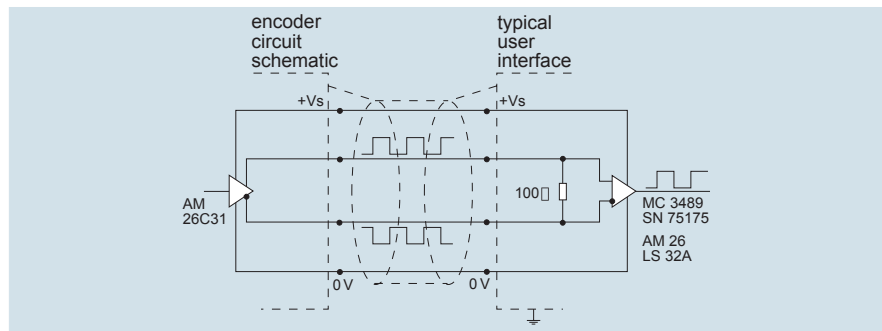 encoder
circuit
schematic
typical
user
interface
+Vs
+Vs
100▯
AM
26C31
MC 3489
SN 75175
AM 26
LS 32A
0 V
0 V